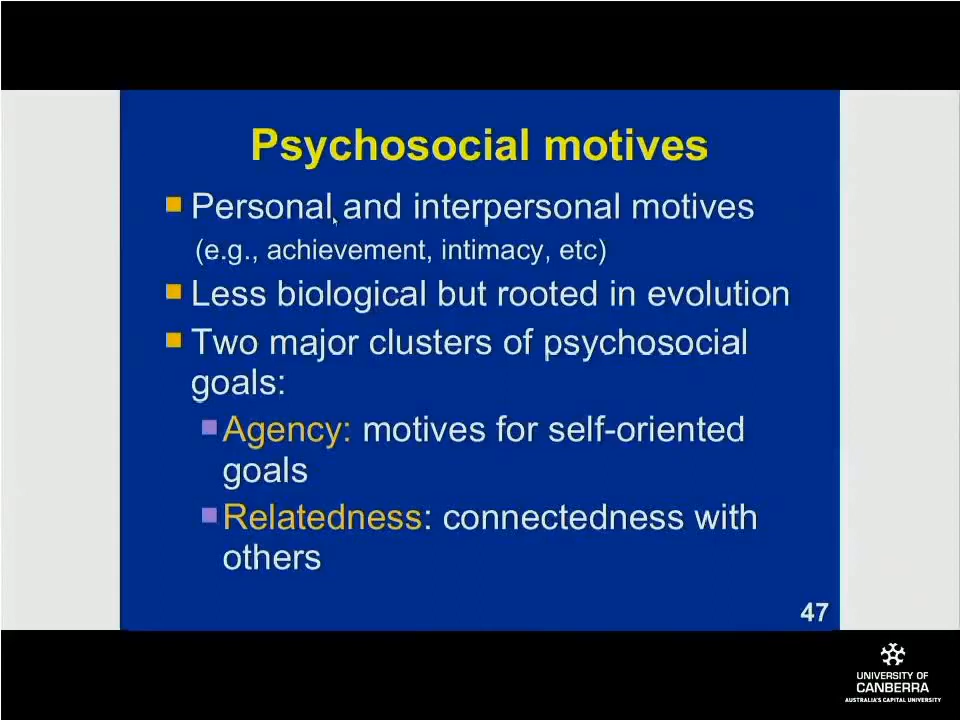 Psychosocial motives
Personal and interpersonal motives
(e.g., achievement, intimacy, etc)
Less biological but rooted in evolution
Two major clusters of psychosocial
goals:
Agency: motives for self-oriented
goals
Relatedness: connectedness with
others
47
UNIVERSITY OF
CANBERRA
AUSTRALIA'S CAPITAL UNIVERSITY